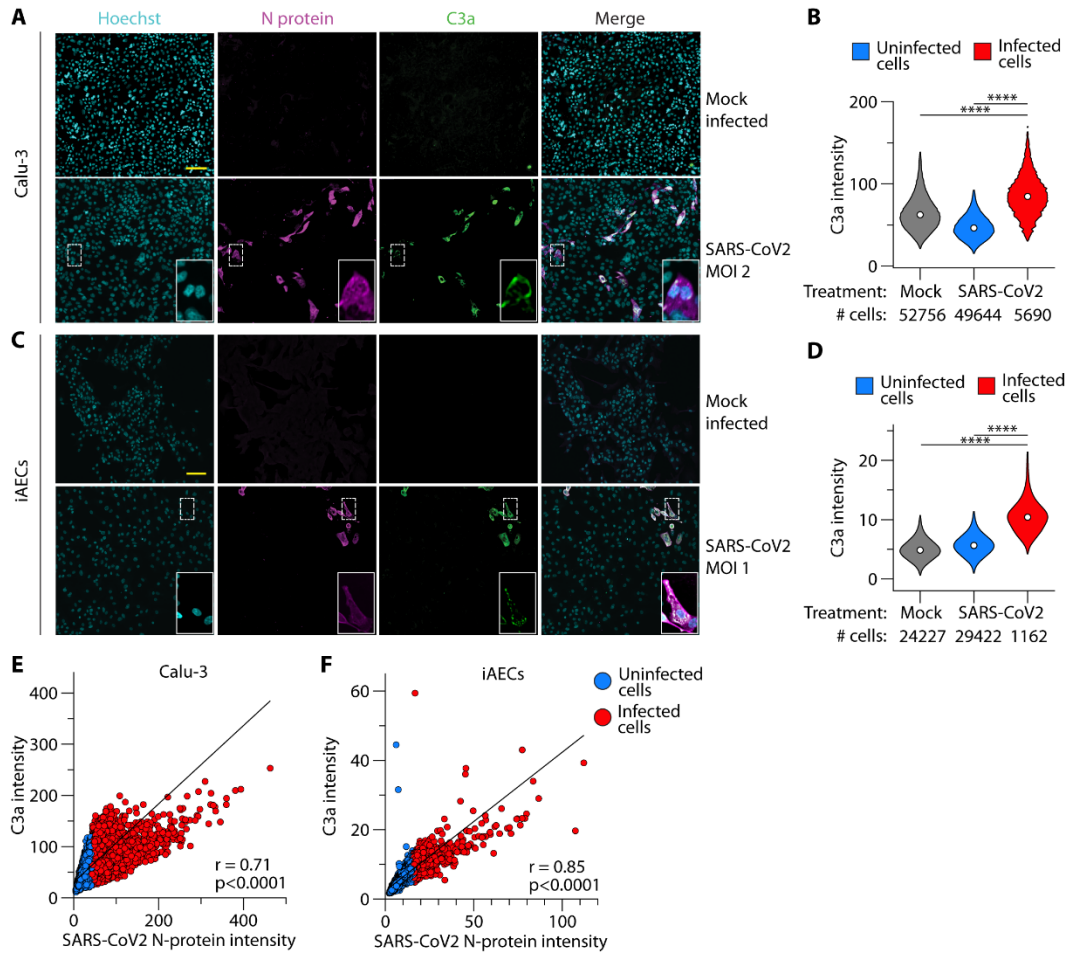 A
Hoechst
N protein
C3a
Merge
Calu-3
Mock
infected
SARS-CoV2
MOI 2
B
Uninfected
cells
Infected
cells
200
100
0
C3a intensity
**** 
****
Treatment: Mock SARS-CoV2
# cells: 52756 49644 5690
C
iAECs
Mock
infected
SARS-CoV2
MOI 1
D
Uninfected
cells
Infected
cells
20
10
0
C3a intensity
****
****
Treatment: Mock SARS-CoV2
# cells: 24227 29422 1162
E
Calu-3
400
300
200
100
0
C3a intensity
r = 0.71
p<0.0001
0 200 400
SARS-CoV2 N-protein intensity
F
iAECs
60
40
20
0
C3a intensity
r = 0.85
p<0.0001
0 50 100
SARS-CoV2 N-protein intensity
Uninfected
cells
Infected
cells